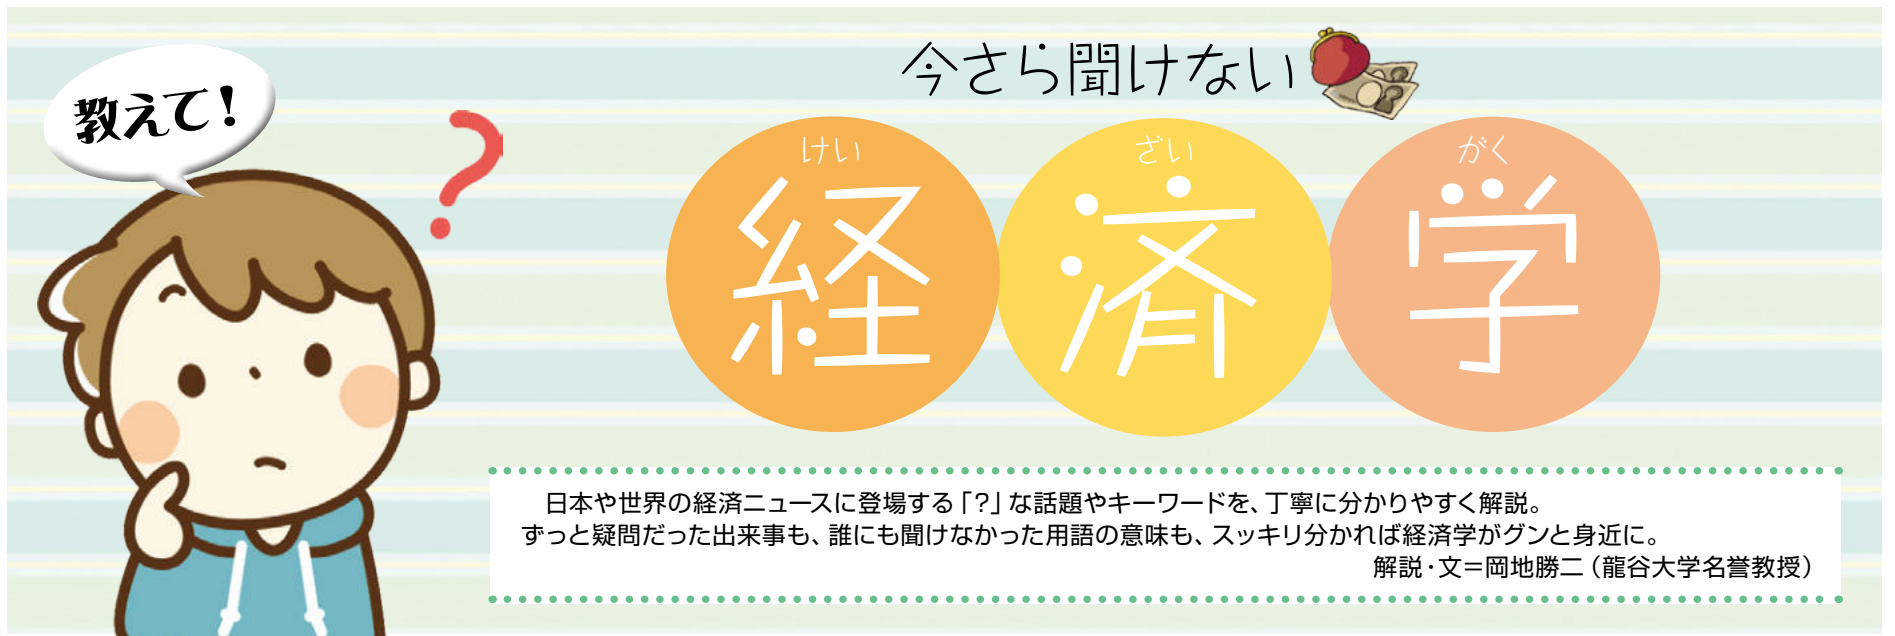 教えて！
今さら聞けない
けい ざい がく
経済学
日本や世界の経済ニュースに登場する「？」な話題やキーワードを、丁寧に分かりやすく解説。
ずっと疑問だった出来事も、誰にも聞けなかった用語の意味も、スッキリ分かれば経済学がグンと身近に。
解説・文＝岡地勝二（龍谷大学名誉教授）